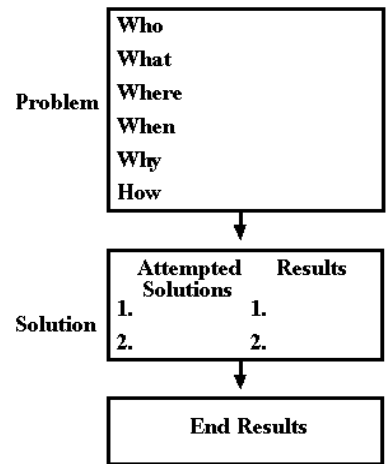 Problem
Who
What
Where
When
Why
How
Solution
Attempted Results
Solutions
1. 1.
2. 2.
End Results